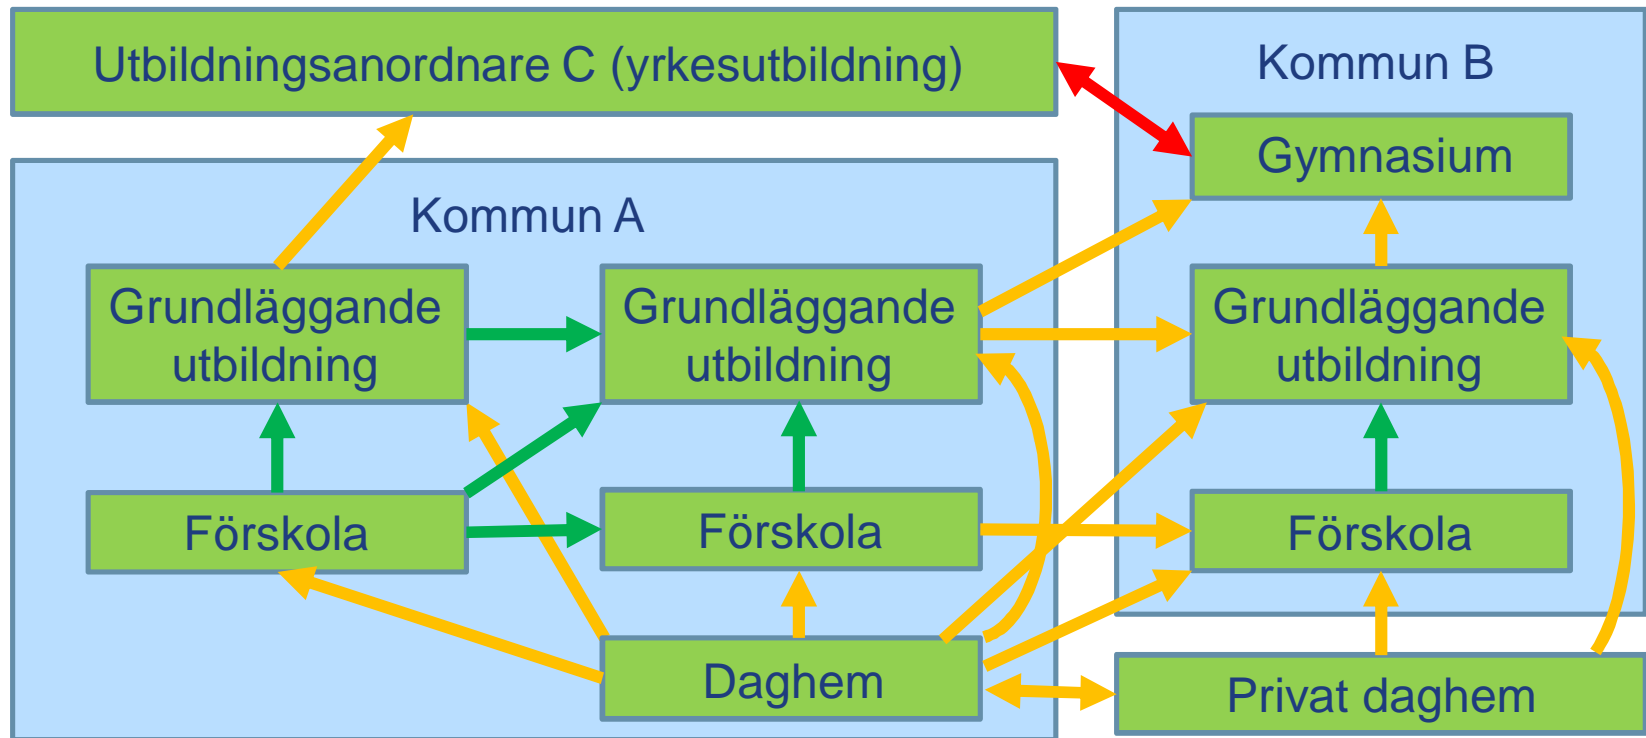 Utbildningsanordnare C (yrkesutbildning)
Kommun B
Gymnasium
Kommun A
Grundläggande
utbildning
Grundläggande
utbildning
Grundläggande
utbildning
Förskola
Förskola
Förskola
Daghem
Privat daghem